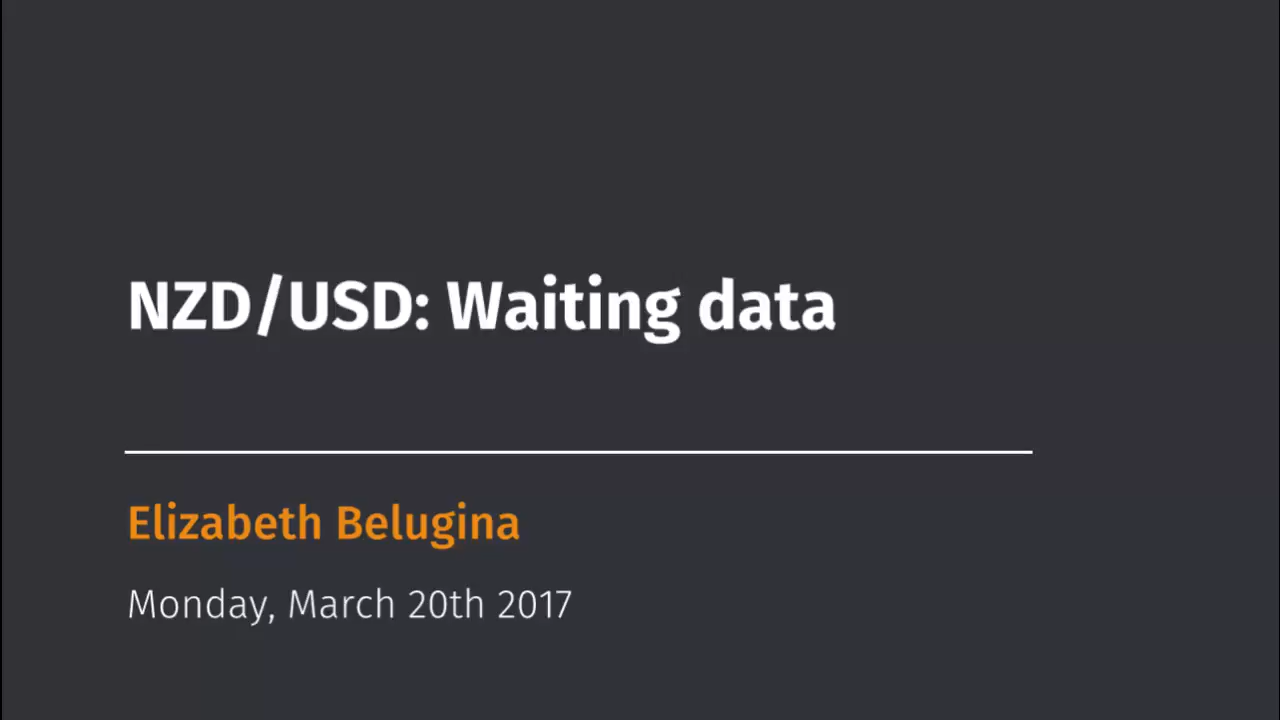 NZD/USD: Waiting data
Elizabeth Belugina
Monday, March 20th 2017